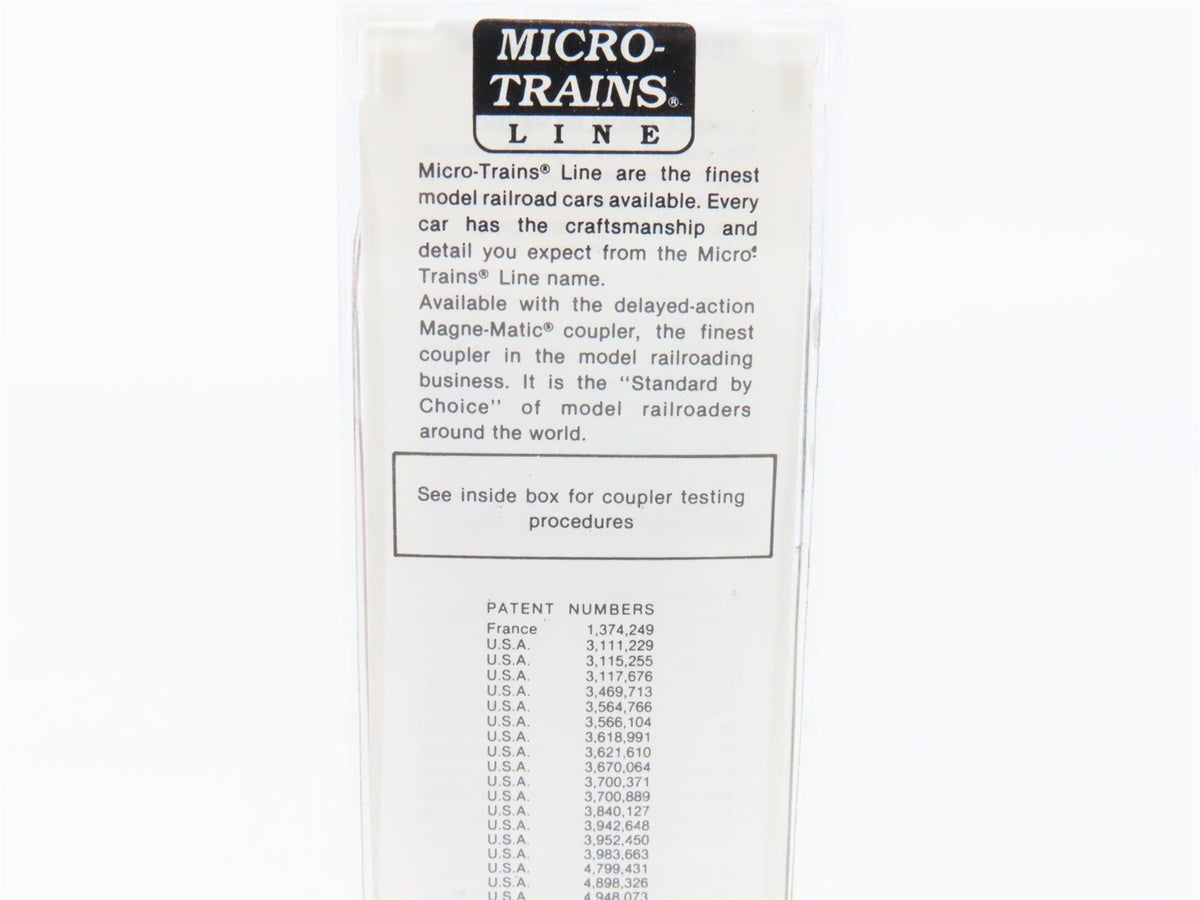 MICRO-
TRAINS®
LINE
Micro-Trains® Line are the finest
model railroad cars available. Every
car has the craftsmanship and
detail you expect from the Micro-
Trains® Line name.
Available with the delayed-action
Magne-Matic® coupler, the finest
coupler in the model railroading
business. It is the "Standard by
Choice" of model railroaders
around the world.
See inside box for coupler testing
procedures
PATENT NUMBERS
France 1,374,249
U.S.A. 3,111,229
U.S.A. 3,115,255
U.S.A. 3,117,676
U.S.A. 3,469,713
U.S.A. 3,564,766
U.S.A. 3,566,104
U.S.A. 3,618,991
U.S.A. 3,621,610
U.S.A. 3,670,064
U.S.A. 3,700,371
U.S.A. 3,700,889
U.S.A. 3,840,127
U.S.A. 3,942,648
U.S.A. 3,952,450
U.S.A. 3,983,663
U.S.A. 4,799,431
U.S.A. 4,898,326
U.S.A. 4,948,073